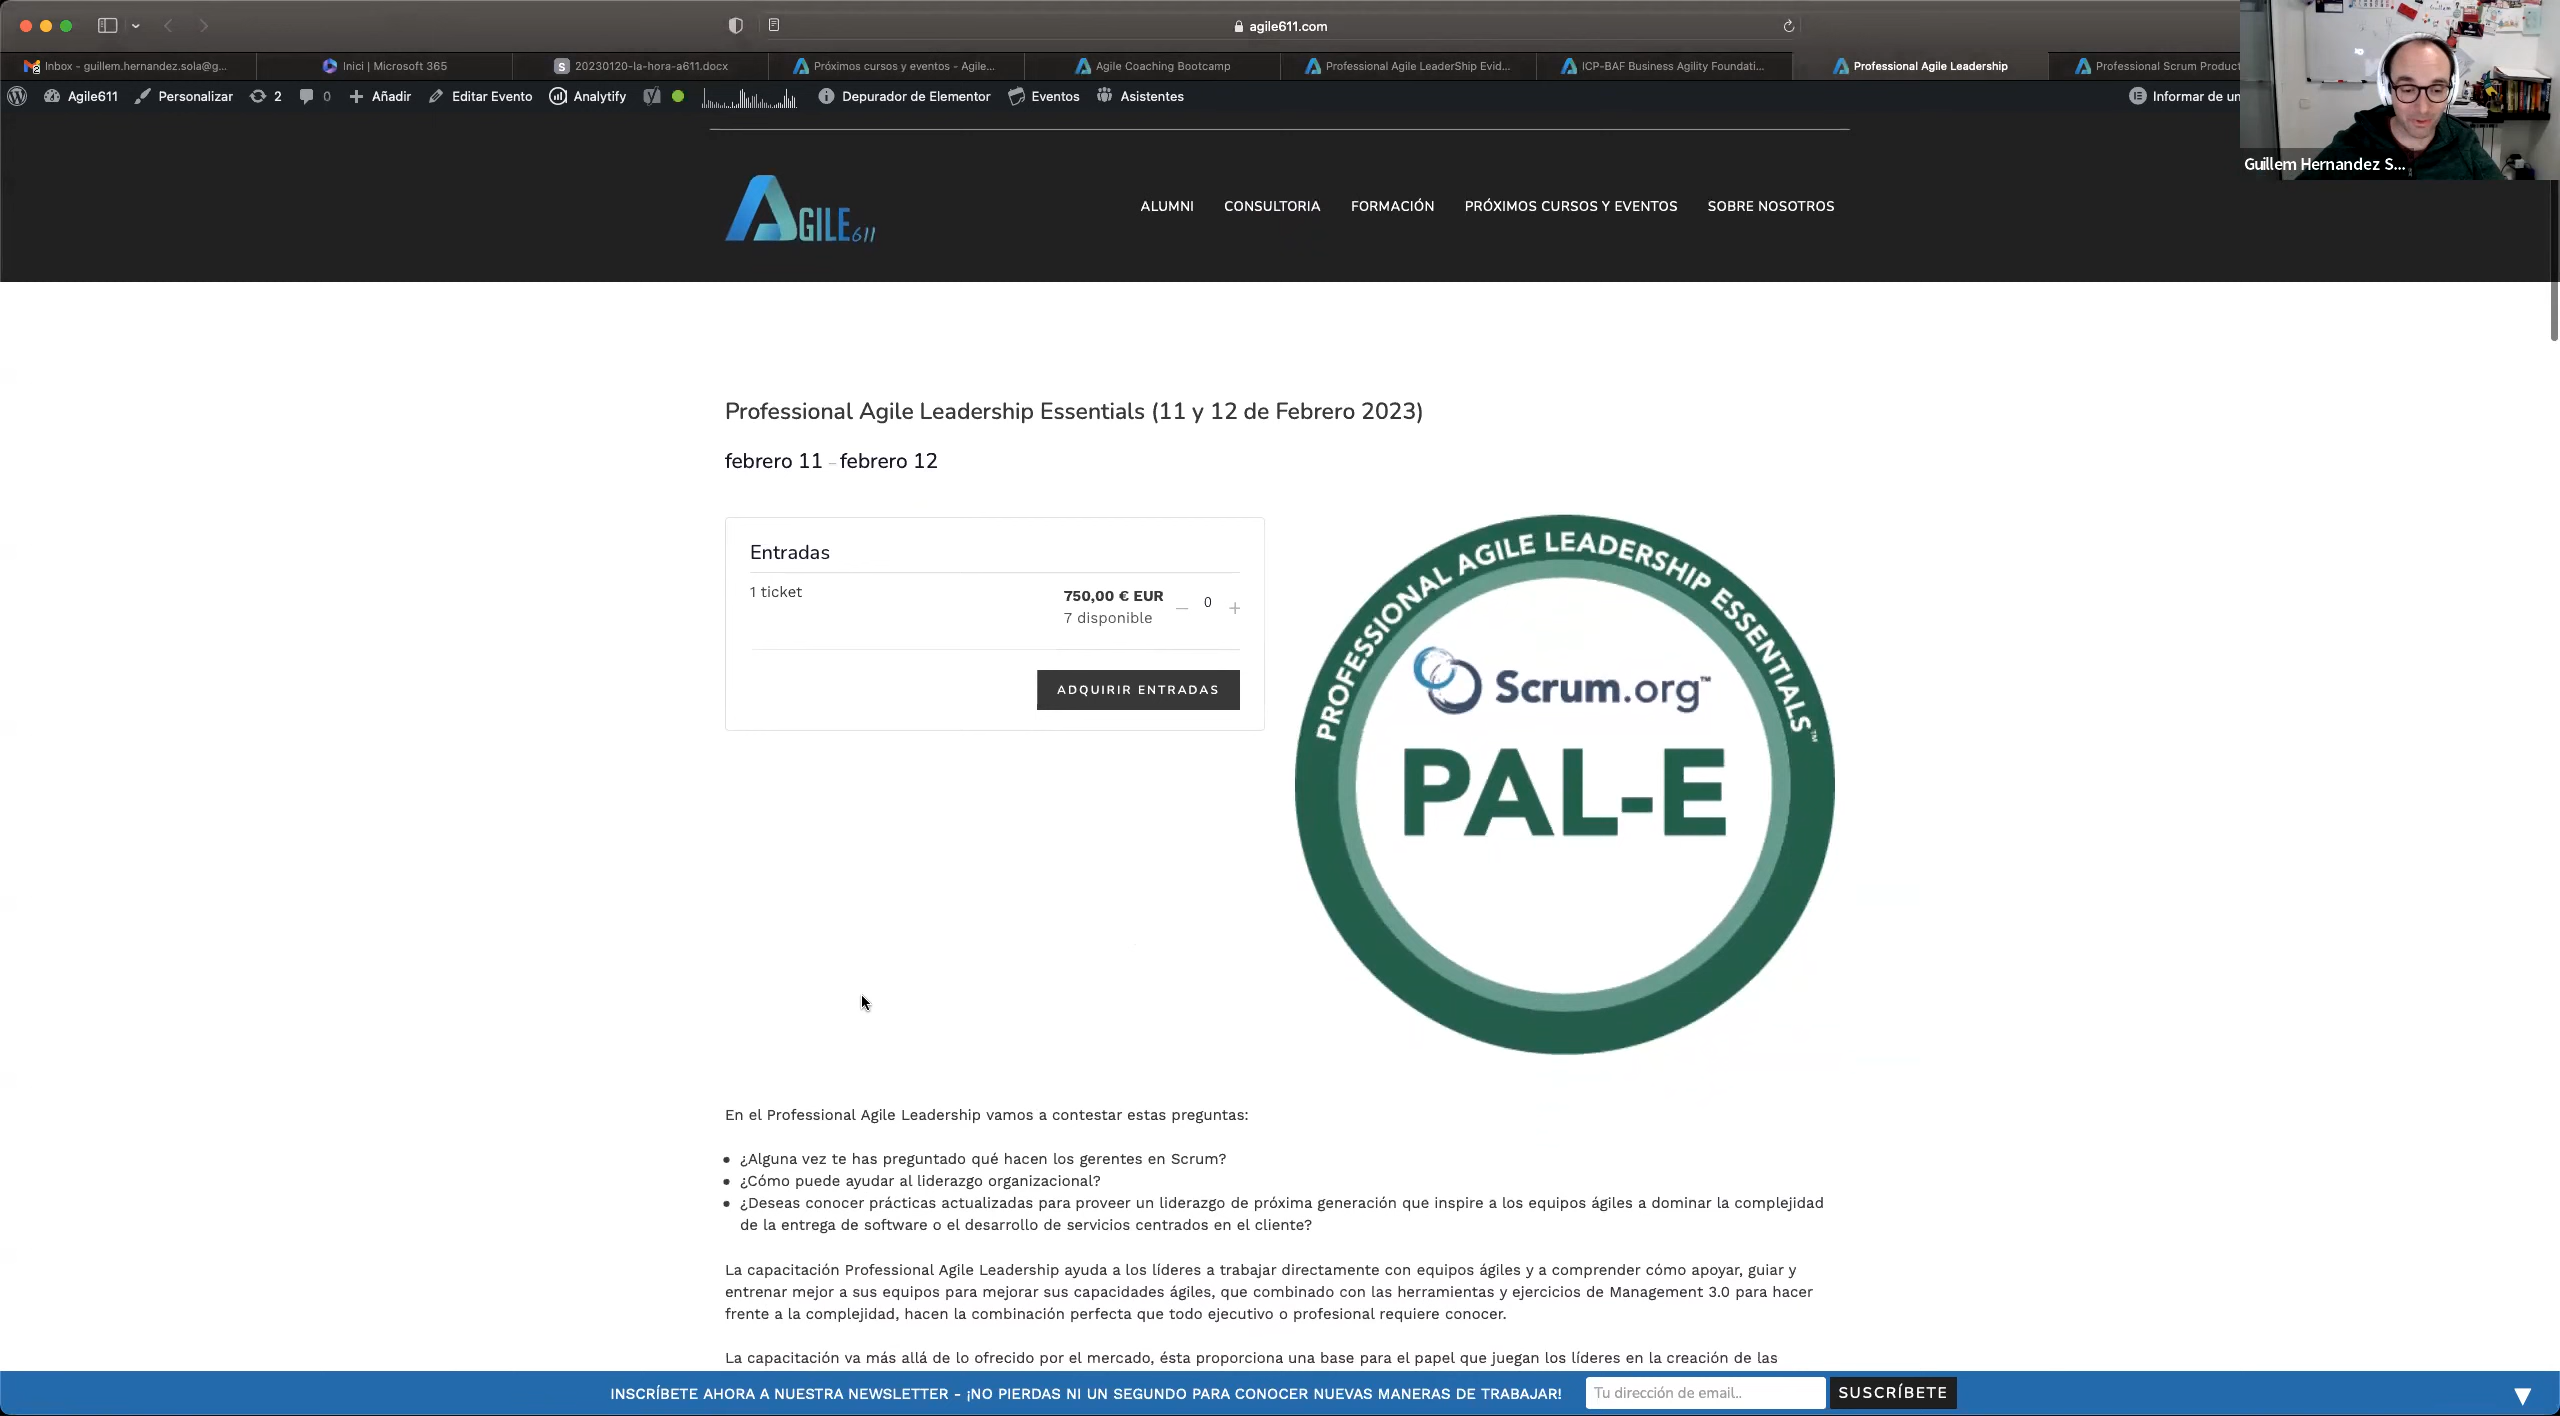 agile611.com
Inbox - guillem.hernandez.sola@g...
Inici | Microsoft 365
20230120-la-hora-a611.docx
Próximos cursos y eventos - Agile...
Agile Coaching Bootcamp
Professional Agile LeaderShip Evid...
ICP-BAF Business Agility Foundati...
Professional Agile Leadership
Professional Scrum Product
Agile611
Personalizar
2
0
Añadir
Editar Evento
Analytify
Depurador de Elementor
Eventos
Asistentes
Informar de un
Guillem Hernandez S...
AGILE611
ALUMNI
CONSULTORIA
FORMACIÓN
PRÓXIMOS CURSOS Y EVENTOS
SOBRE NOSOTROS
Professional Agile Leadership Essentials (11 y 12 de Febrero 2023)
febrero 11 – febrero 12
Entradas
1 ticket
750,00 € EUR
7 disponible
– 0 +
ADQUIRIR ENTRADAS
PROFESSIONAL AGILE LEADERSHIP ESSENTIALS™
Scrum.org™
PAL-E
En el Professional Agile Leadership vamos a contestar estas preguntas:
• ¿Alguna vez te has preguntado qué hacen los gerentes en Scrum?
• ¿Cómo puede ayudar al liderazgo organizacional?
• ¿Deseas conocer prácticas actualizadas para proveer un liderazgo de próxima generación que inspire a los equipos ágiles a dominar la complejidad
de la entrega de software o el desarrollo de servicios centrados en el cliente?
La capacitación Professional Agile Leadership ayuda a los líderes a trabajar directamente con equipos ágiles y a comprender cómo apoyar, guiar y
entrenar mejor a sus equipos para mejorar sus capacidades ágiles, que combinado con las herramientas y ejercicios de Management 3.0 para hacer
frente a la complejidad, hacen la combinación perfecta que todo ejecutivo o profesional requiere conocer.
La capacitación va más allá de lo ofrecido por el mercado, ésta proporciona una base para el papel que juegan los líderes en la creación de las
INSCRÍBETE AHORA A NUESTRA NEWSLETTER - ¡NO PIERDAS NI UN SEGUNDO PARA CONOCER NUEVAS MANERAS DE TRABAJAR!
Tu dirección de email..
SUSCRÍBETE